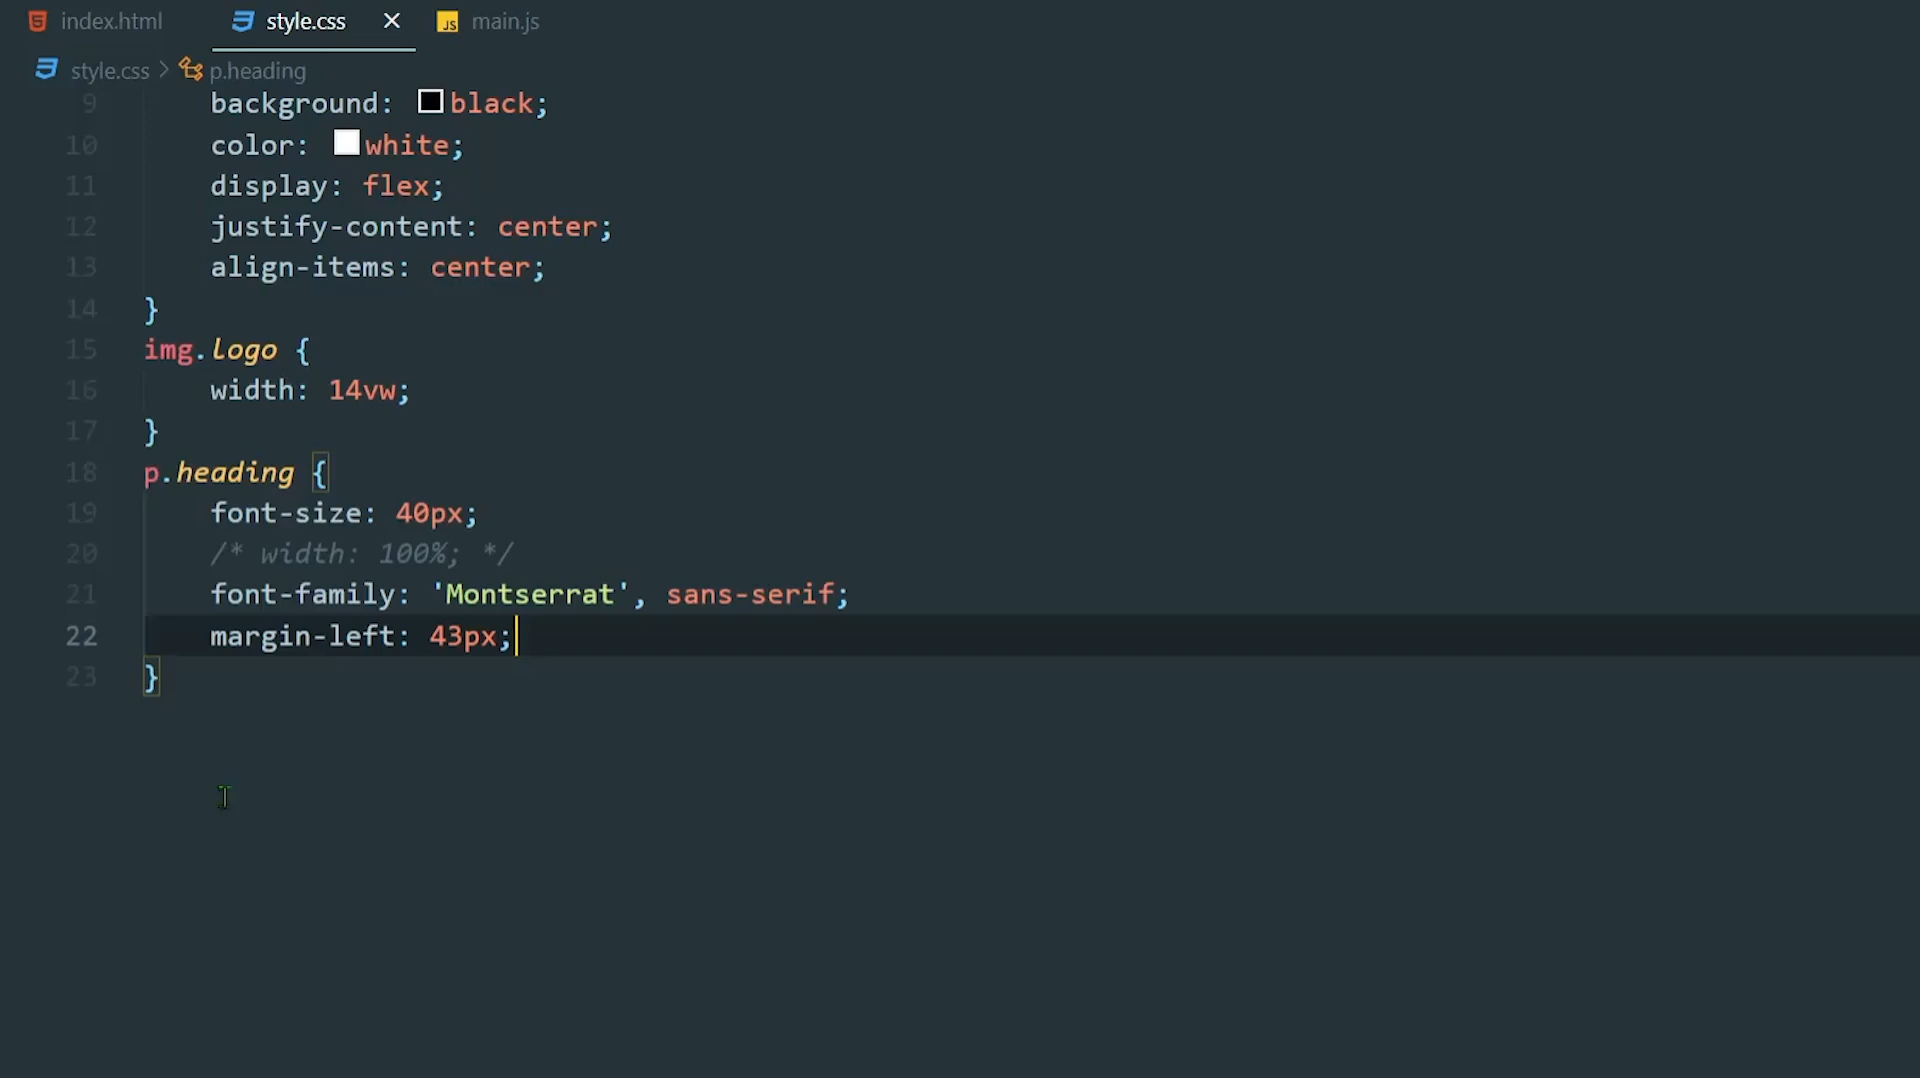 index.html style.css × main.js
style.css > p.heading
9 background: black;
10 color: white;
11 display: flex;
12 justify-content: center;
13 align-items: center;
14 }
15 img.logo {
16 width: 14vw;
17 }
18 p.heading {
19 font-size: 40px;
20 /* width: 100%; */
21 font-family: 'Montserrat', sans-serif;
22 margin-left: 43px;
23 }